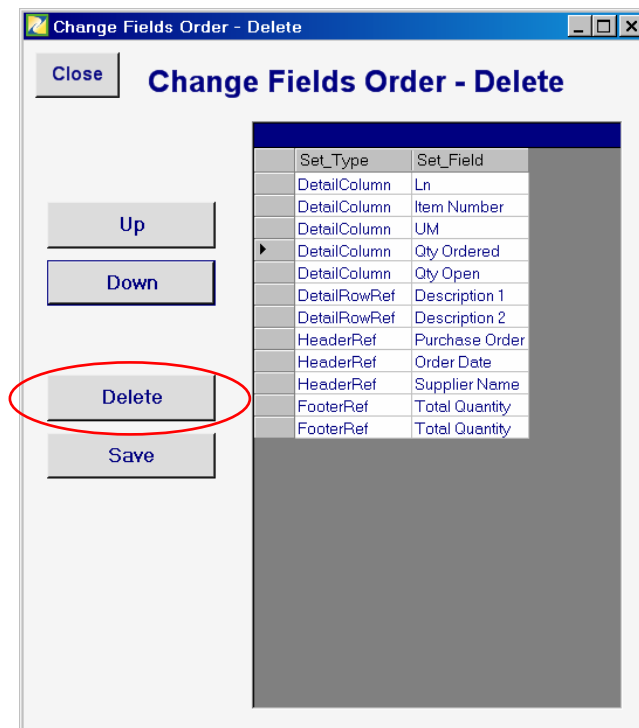 Change Fields Order - Delete
Close
Change Fields Order - Delete
Up
Down
Delete
Save
Set_Type Set_Field
DetailColumn Ln
DetailColumn Item Number
DetailColumn UM
DetailColumn Qty Ordered
DetailColumn Qty Open
DetailRowRef Description 1
DetailRowRef Description 2
HeaderRef Purchase Order
HeaderRef Order Date
HeaderRef Supplier Name
FooterRef Total Quantity
FooterRef Total Quantity